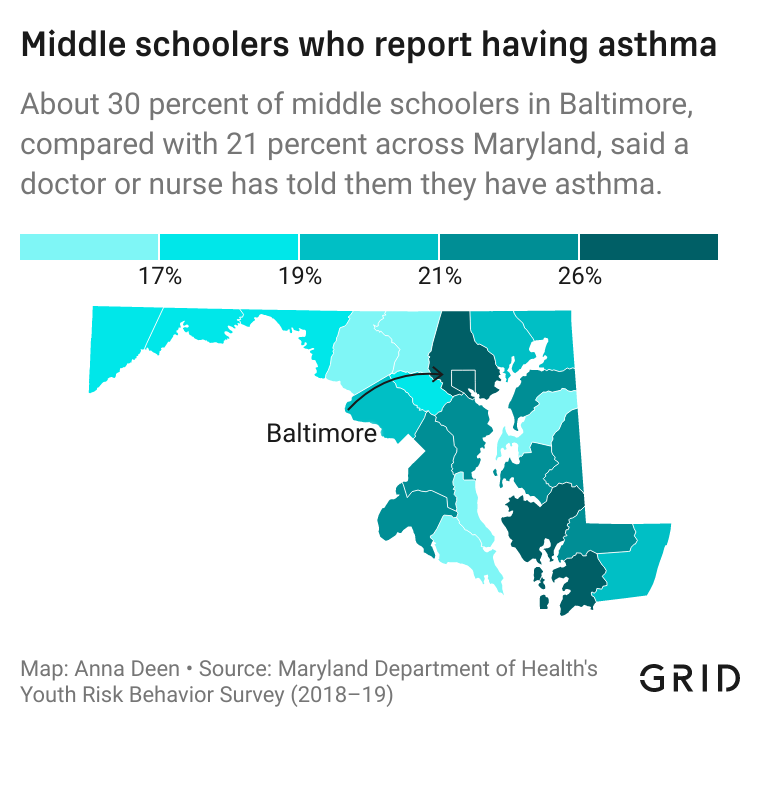 Middle schoolers who report having asthma
About 30 percent of middle schoolers in Baltimore,
compared with 21 percent across Maryland, said a
doctor or nurse has told them they have asthma.
17% 19% 21% 26%
Baltimore
Map: Anna Deen • Source: Maryland Department of Health's
Youth Risk Behavior Survey (2018–19)
GRID